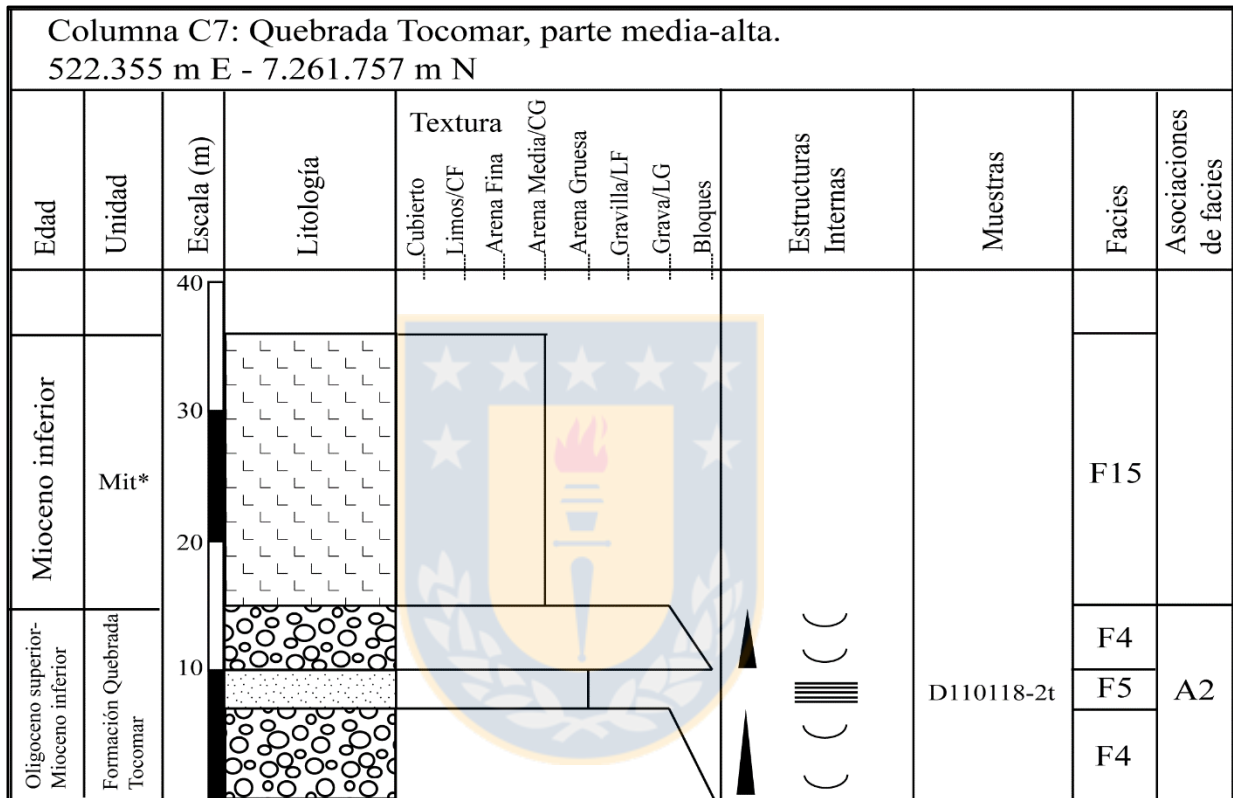 Columna C7: Quebrada Tocomar, parte media-alta.
522.355 m E - 7.261.757 m N
Edad
Unidad
Escala (m)
Litología
Textura
Cubierto
Limos/CF
Arena Fina
Arena Media/CG
Arena Gruesa
Gravilla/LF
Grava/LG
Bloques
Estructuras
Internas
Muestras
Facies
Asociaciones
de facies
40
30
20
10
Mioceno inferior
Mit*
F15
Oligoceno superior-
Mioceno inferior
Formación Quebrada
Tocomar
F4
D110118-2t
F5
A2
F4